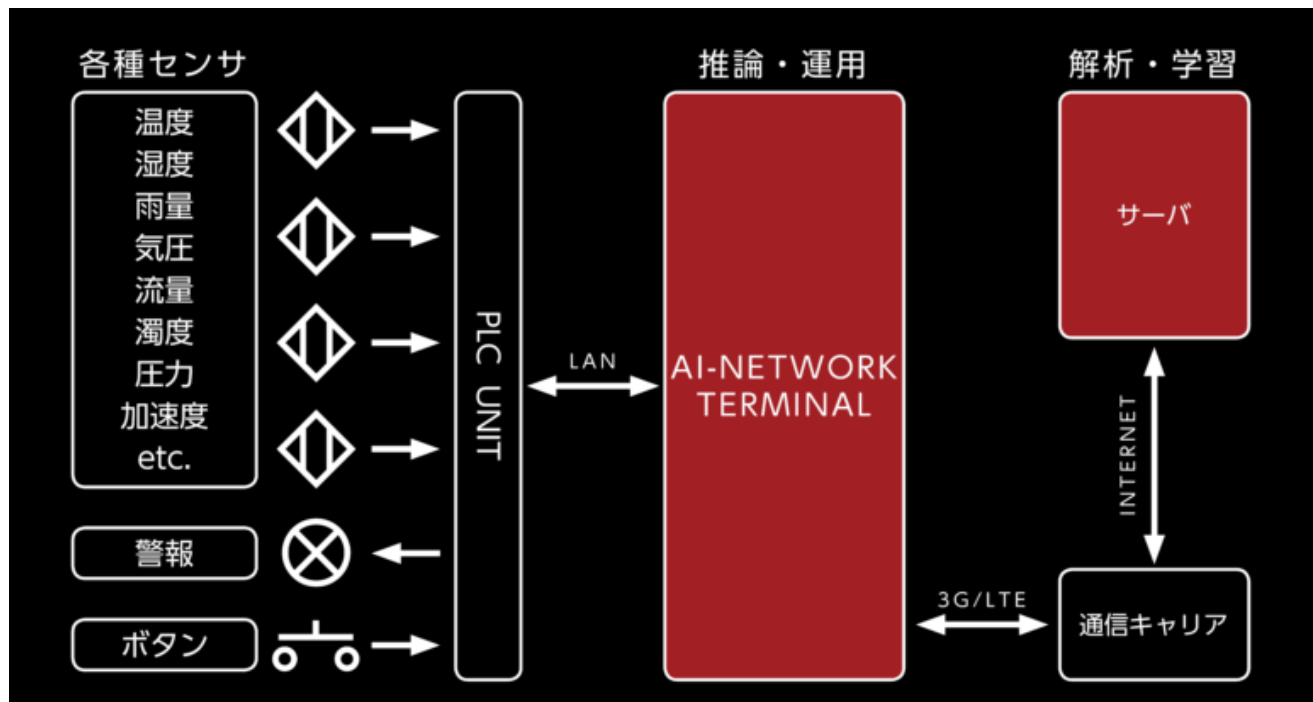 各種センサ
温度
湿度
雨量
気圧
流量
濁度
圧力
加速度
etc.
警報
ボタン
PLC UNIT
LAN
推論・運用
AI-NETWORK
TERMINAL
3G/LTE
解析・学習
サーバ
INTERNET
通信キャリア